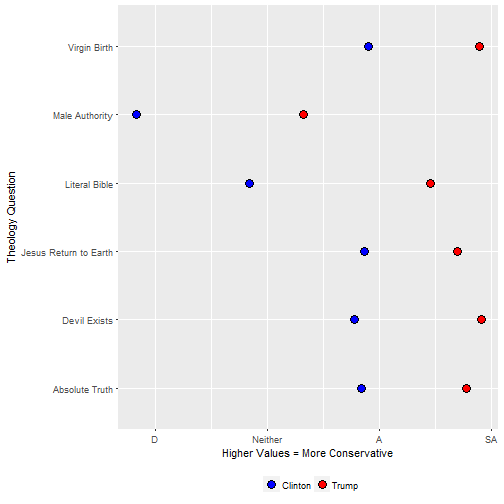 Virgin Birth
Male Authority
Literal Bible
Jesus Return to Earth
Devil Exists
Absolute Truth
Theology Question
D Neither A SA
Higher Values = More Conservative
Clinton Trump